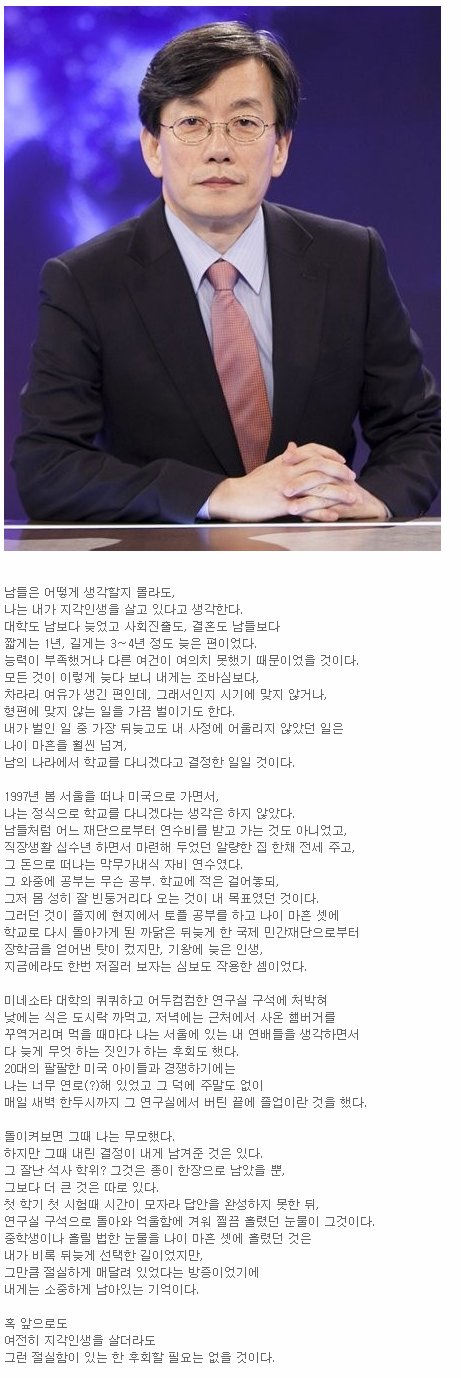 남들은 어떻게 생각할지 몰라도,
나는 내가 지각인생을 살고 있다고 생각한다.
대학도 남보다 늦었고 사회진출도, 결혼도 남들보다
짧게는 1년, 길게는 3~4년 정도 늦은 편이었다.
능력이 부족했거나 다른 여건이 여의치 못했기 때문이었을 것이다.
모든 것이 이렇게 늦다 보니 내게는 조바심보다,
차라리 여유가 생긴 편인데, 그래서인지 시기에 맞지 않거나,
형편에 맞지 않는 일을 가끔 벌이기도 한다.
내가 벌인 일 중 가장 뒤늦고도 내 사정에 어울리지 않았던 일은
나이 마흔을 훨씬 넘겨,
남의 나라에서 학교를 다니겠다고 결정한 일일 것이다.
1997년 봄 서울을 떠나 미국으로 가면서,
나는 정식으로 학교를 다니겠다는 생각은 하지 않았다.
남들처럼 어느 재단으로부터 연수비를 받고 가는 것도 아니었고,
직장생활 십수년 하면서 마련해 두었던 알량한 집 한채 전세 주고,
그 돈으로 떠나는 막무가내식 자비 연수였다.
그 와중에 공부는 무슨 공부. 학교에 적은 걸어놓되,
그저 몸 성히 잘 빈둥거리다 오는 것이 내 목표였던 것이다.
그러던 것이 졸지에 현지에서 토플 공부를 하고 나이 마흔 셋에
학교로 다시 돌아가게 된 까닭은 뒤늦게 한 국제 민간재단으로부터
장학금을 얻어낸 탓이 컸지만, 기왕에 늦은 인생,
지금에라도 한번 저질러 보자는 심보도 작용한 셈이었다.
미네소타 대학의 퀴퀴하고 어두컴컴한 연구실 구석에 처박혀
낮에는 식은 도시락 까먹고, 저녁에는 근처에서 사온 햄버거를
꾸역거리며 먹을 때마다 나는 서울에 있는 내 연배들을 생각하면서
다 늦게 무엇 하는 짓인가 하는 후회도 했다.
20대의 팔팔한 미국 아이들과 경쟁하기에는
나는 너무 연로(?)해 있었고 그 덕에 주말도 없이
매일 새벽 한두시까지 그 연구실에서 버틴 끝에 졸업이란 것을 했다.
돌이켜보면 그때 나는 무모했다.
하지만 그때 내린 결정이 내게 남겨준 것은 있다.
그 잘난 석사 학위? 그것은 종이 한장으로 남았을 뿐,
그보다 더 큰 것은 따로 있다.
첫 학기 첫 시험때 시간이 모자라 답안을 완성하지 못한 뒤,
연구실 구석으로 돌아와 억울함에 겨워 찔끔 흘렸던 눈물이 그것이다.
중학생이나 흘릴 법한 눈물을 나이 마흔 셋에 흘렸던 것은
내가 비록 뒤늦게 선택한 길이었지만,
그만큼 절실하게 매달려 있었다는 방증이었기에
내게는 소중하게 남아있는 기억이다.
혹 앞으로도
여전히 지각인생을 살더라도
그런 절실함이 있는 한 후회할 필요는 없을 것이다.